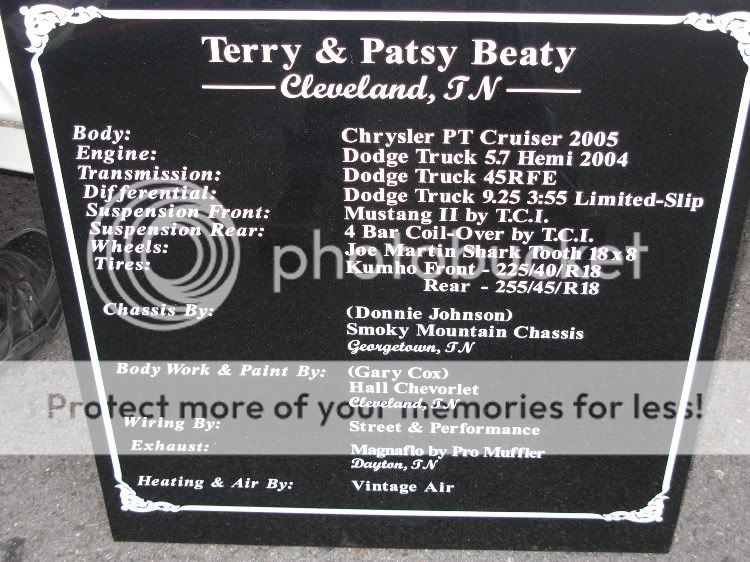 Terry & Patsy Beaty
Cleveland, TN
Body: Chrysler PT Cruiser 2005
Engine: Dodge Truck 5.7 Hemi 2004
Transmission: Dodge Truck 45RFE
Differential: Dodge Truck 9.25 3:55 Limited-Slip
Suspension Front: Mustang II by T.C.I.
Suspension Rear: 4 Bar Coil-Over by T.C.I.
Wheels: Joe Martin Shark Tooth 18x8
Tires: Kumho Front - 225/40/R18
Rear - 255/45/R18
photobucket
Chassis By: (Donnie Johnson)
Smoky Mountain Chassis
Georgetown, TN
Body Work & Paint By: (Gary Cox)
Hall Chevorlet
Cleveland, TN
Protect more of your memories for less!
Wiring By: Street & Performance
Exhaust: Magnaflo by Pro Muffler
Dayton, TN
Heating & Air By: Vintage Air